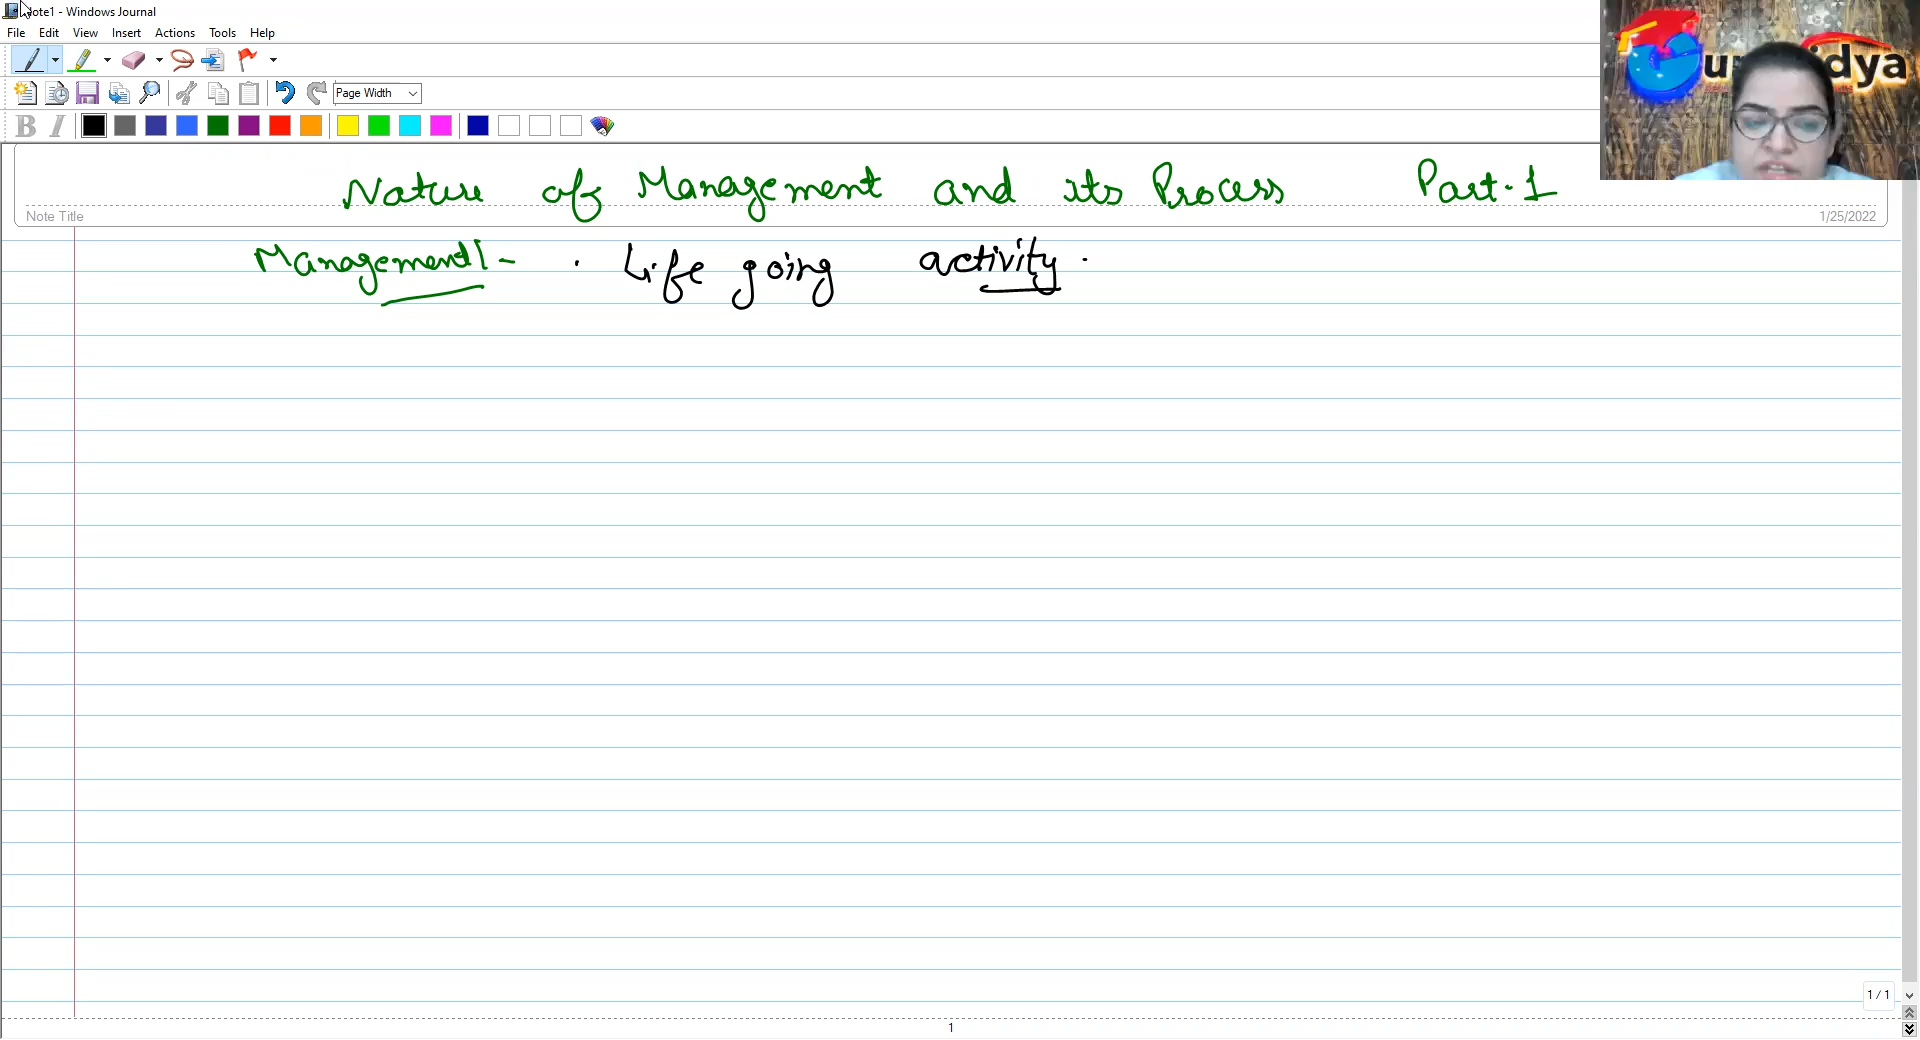 Note1 - Windows Journal
File Edit View Insert Actions Tools Help
Page Width
B I
Nature of Management and its Process Part-1
Note Title
1/25/2022
Management - . Life going activity .
1 / 1
1